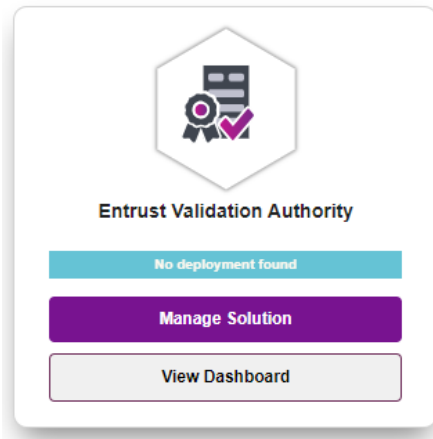 Entrust Validation Authority
No deployment found
Manage Solution
View Dashboard